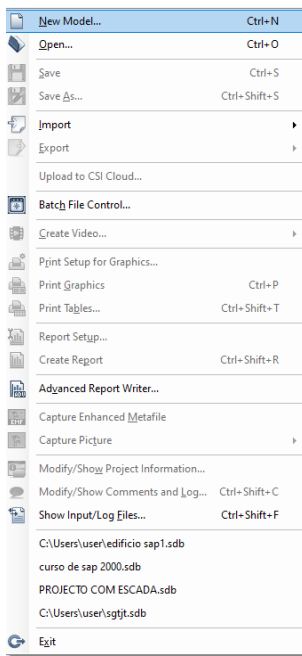 New Model... Ctrl+N
Open... Ctrl+O
Save Ctrl+S
Save As... Ctrl+Shift+S
Import
Export
Upload to CSI Cloud...
Batch File Control...
Create Video...
Print Setup for Graphics...
Print Graphics Ctrl+P
Print Tables... Ctrl+Shift+T
Report Setup...
Create Report Ctrl+Shift+R
Advanced Report Writer...
Capture Enhanced Metafile
Capture Picture
Modify/Show Project Information...
Modify/Show Comments and Log... Ctrl+Shift+C
Show Input/Log Files... Ctrl+Shift+F
C:\Users\user\edificio sap1.sdb
curso de sap 2000.sdb
PROJECTO COM ESCADA.sdb
C:\Users\user\sgtjt.sdb
Exit